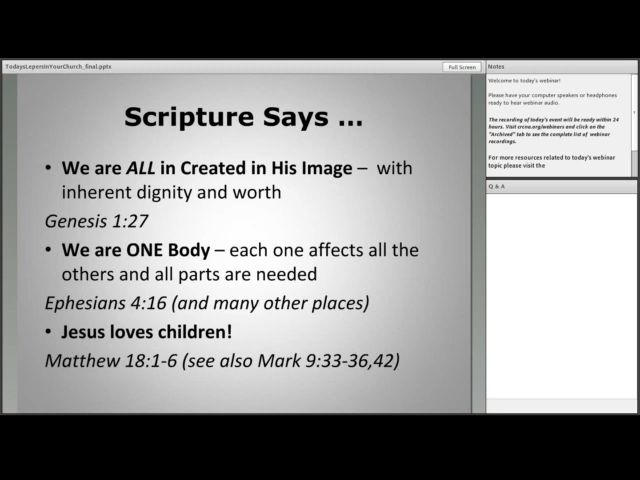 TodaysLepersInYourChurch_final.pptx
Full Screen
Scripture Says ...
• We are ALL in Created in His Image – with
inherent dignity and worth
Genesis 1:27
• We are ONE Body – each one affects all the
others and all parts are needed
Ephesians 4:16 (and many other places)
• Jesus loves children!
Matthew 18:1-6 (see also Mark 9:33-36,42)
Notes
Welcome to today's webinar!
Please have your computer speakers or headphones
ready to hear webinar audio.
The recording of today's event will be ready within 24
hours. Visit crcna.org/webinars and click on the
"Archived" tab to see the complete list of webinar
recordings.
For more resources related to today's webinar
topic please visit the
Q & A